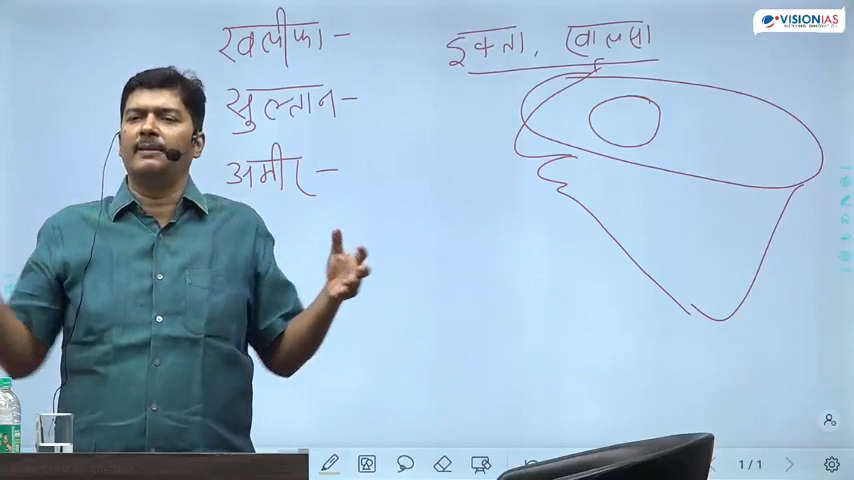 VISIONIAS
खलीफा -
इक्ता, खालसा
सुल्तान -
अमीर -
1/1